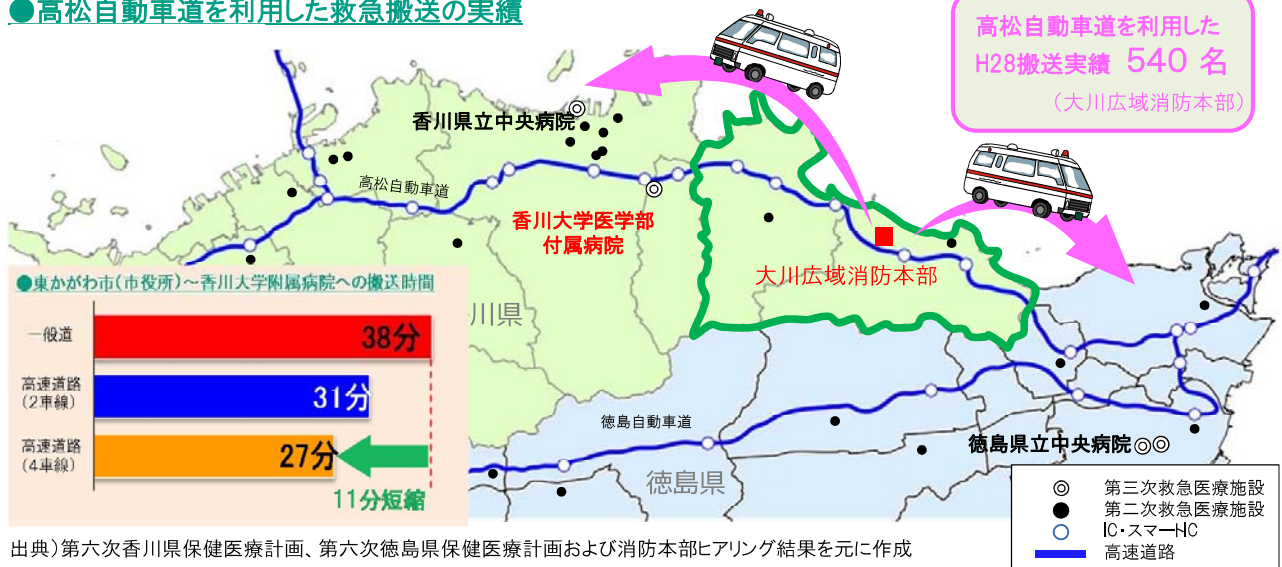 ●高松自動車道を利用した救急搬送の実績
高松自動車道を利用した
H28搬送実績 540 名
(大川広域消防本部)
香川県立中央病院
高松自動車道
香川大学医学部
付属病院
大川広域消防本部
●東かがわ市(市役所)~香川大学附属病院への搬送時間
一般道
38分
高速道路
(2車線)
31分
高速道路
(4車線)
27分
11分短縮
川県
徳島自動車道
徳島県立中央病院
徳島県
◎ 第三次救急医療施設
● 第二次救急医療施設
○ IC・スマートIC
高速道路
出典)第六次香川県保健医療計画、第六次徳島県保健医療計画および消防本部ヒアリング結果を元に作成